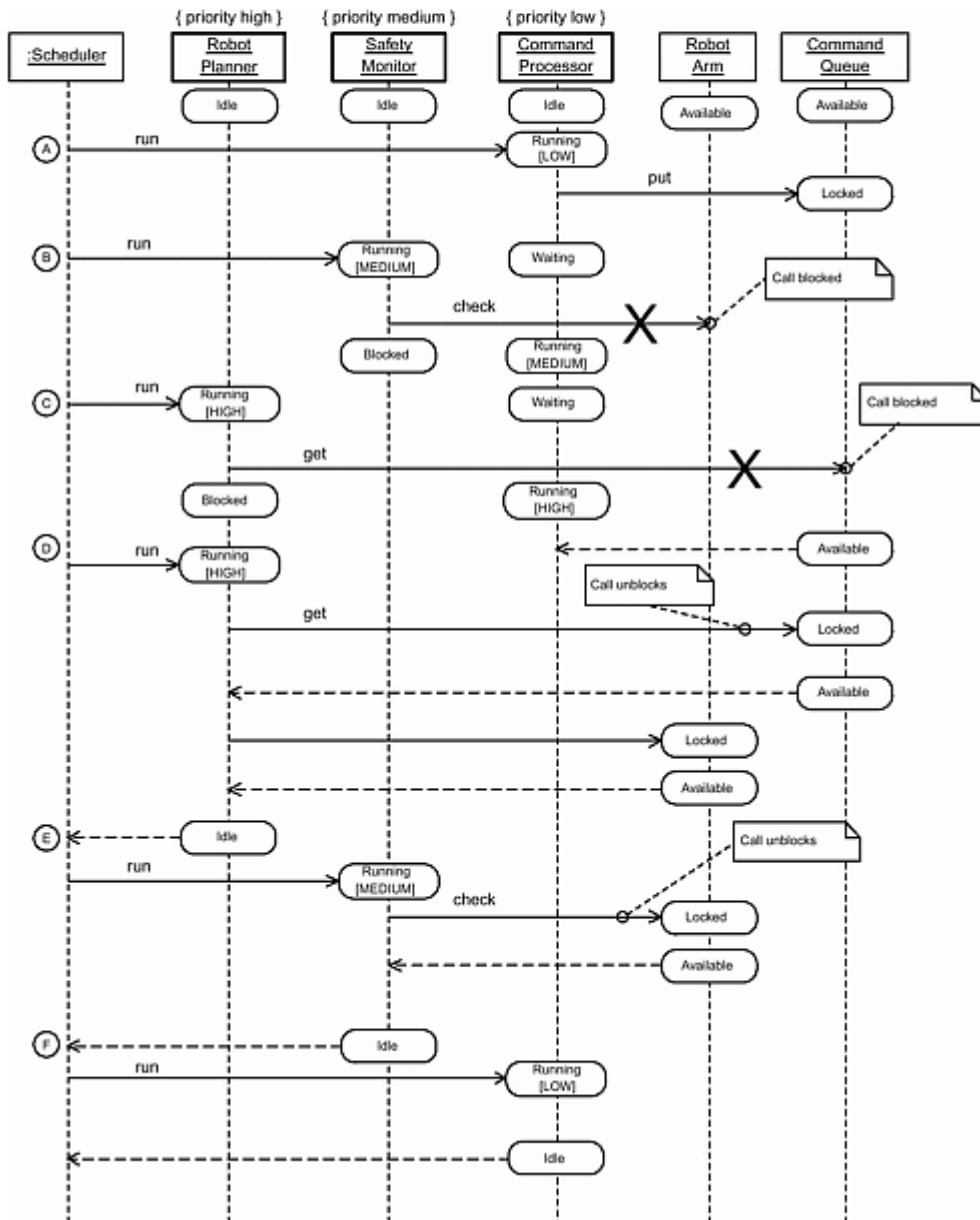 { priority high }
{ priority medium }
{ priority low }
:Scheduler
Robot
Planner
Safety
Monitor
Command
Processor
Robot
Arm
Command
Queue
Idle
Idle
Idle
Available
Available
A
run
Running
[LOW]
put
Locked
B
run
Running
[MEDIUM]
Waiting
Call blocked
check
X
Blocked
Running
[MEDIUM]
C
run
Running
[HIGH]
Waiting
Call blocked
get
X
Blocked
Running
[HIGH]
D
run
Running
[HIGH]
Available
Call unblocks
get
Locked
Available
Locked
Available
E
Idle
Call unblocks
run
Running
[MEDIUM]
check
Locked
Available
F
Idle
run
Running
[LOW]
Idle